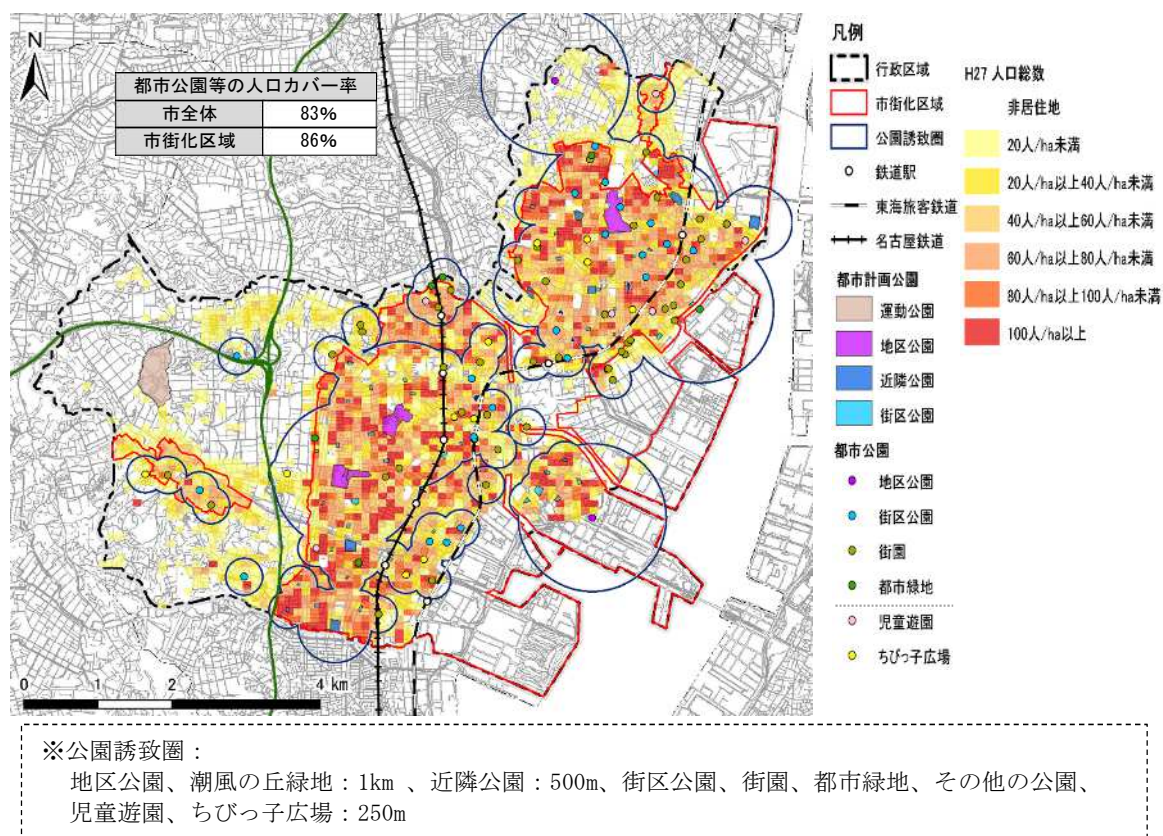 N
都市公園等の人口カバー率
市全体 83%
市街化区域 86%
0 1 2 4 km
凡例
行政区域
市街化区域
公園誘致圏
鉄道駅
東海旅客鉄道
名古屋鉄道
都市計画公園
運動公園
地区公園
近隣公園
街区公園
都市公園
地区公園
街区公園
街園
都市緑地
児童遊園
ちびっ子広場
H27 人口総数
非居住地
20人/ha未満
20人/ha以上40人/ha未満
40人/ha以上60人/ha未満
60人/ha以上80人/ha未満
80人/ha以上100人/ha未満
100人/ha以上
※公園誘致圏：
地区公園、潮風の丘緑地：1km 、近隣公園：500m、街区公園、街園、都市緑地、その他の公園、
児童遊園、ちびっ子広場：250m